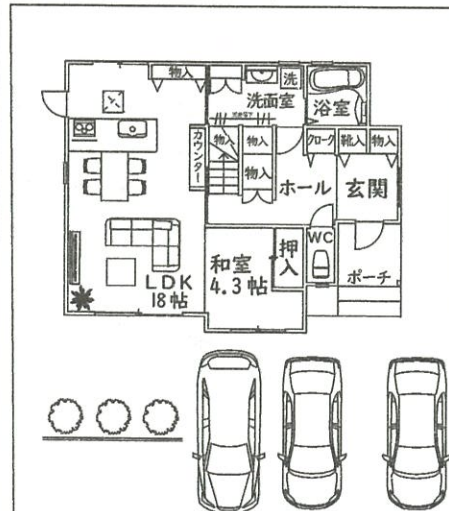 物入
洗
洗面室
浴室
カウンター
物入
物入
物入
クローク
靴入
物入
ホール
玄関
LDK
18帖
和室
4.3帖
押入
WC
ポーチ